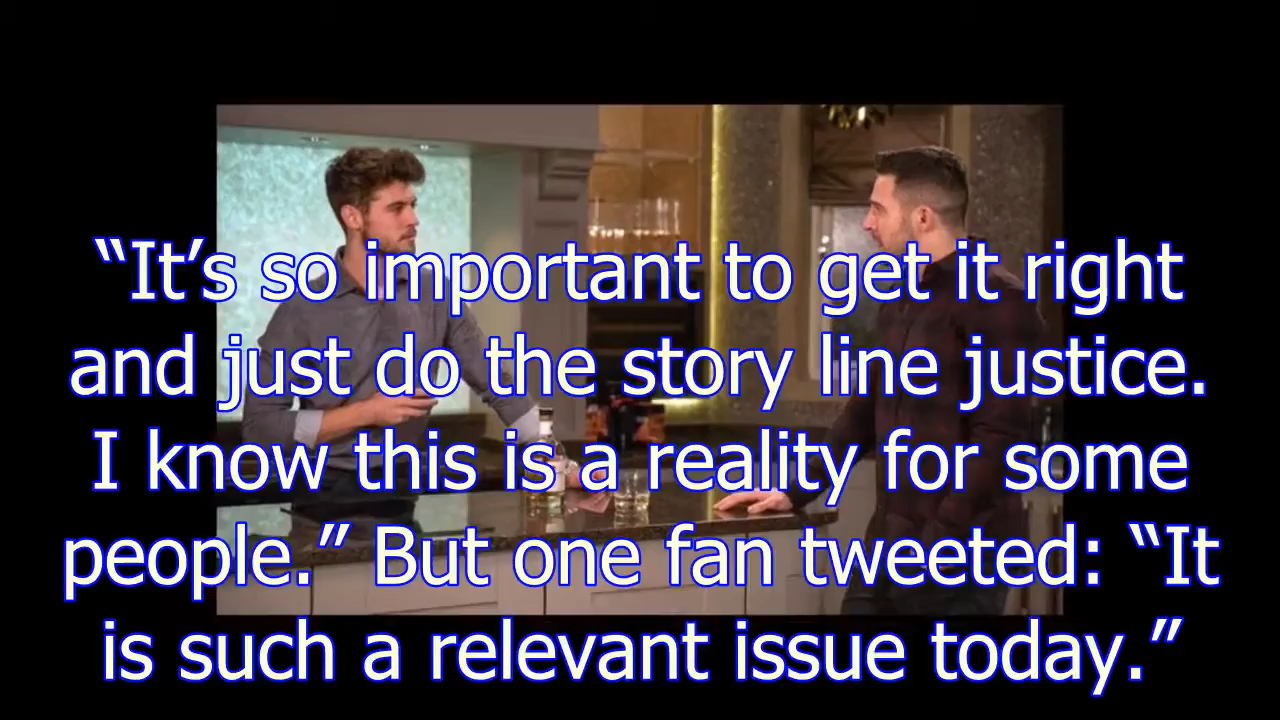 “It’s so important to get it right
and just do the story line justice.
I know this is a reality for some
people.” But one fan tweeted: “It
is such a relevant issue today.”